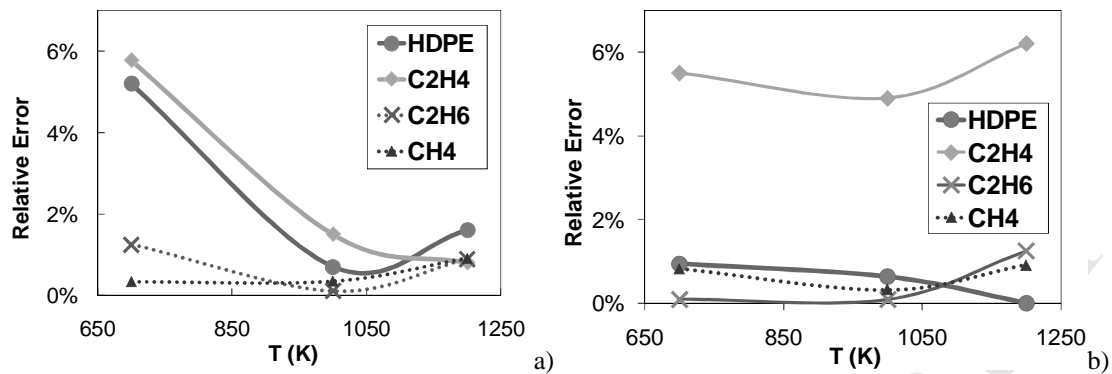 6%
4%
2%
0%
Relative Error
650
850
1050
1250
T (K)
HDPE
C2H4
C2H6
CH4
a)
6%
4%
2%
0%
Relative Error
650
850
1050
1250
T (K)
HDPE
C2H4
C2H6
CH4
b)